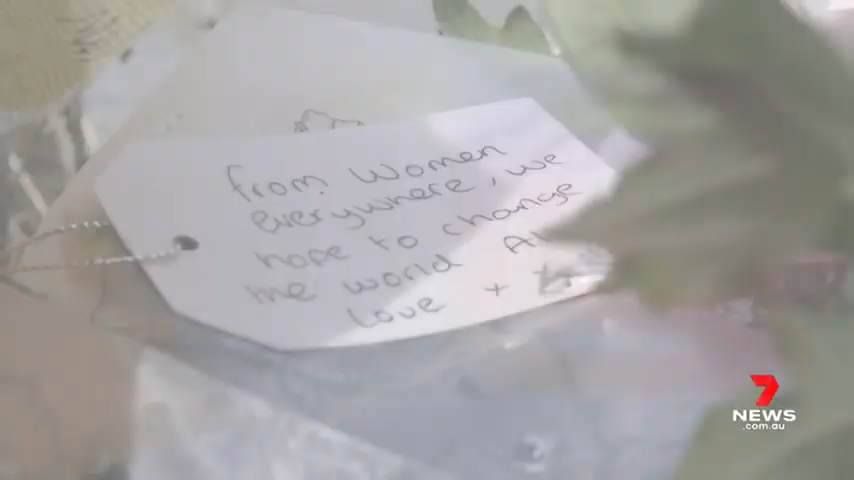 from Women
everywhere, we
hope to change
the world
Love +
7
NEWS
.com.au